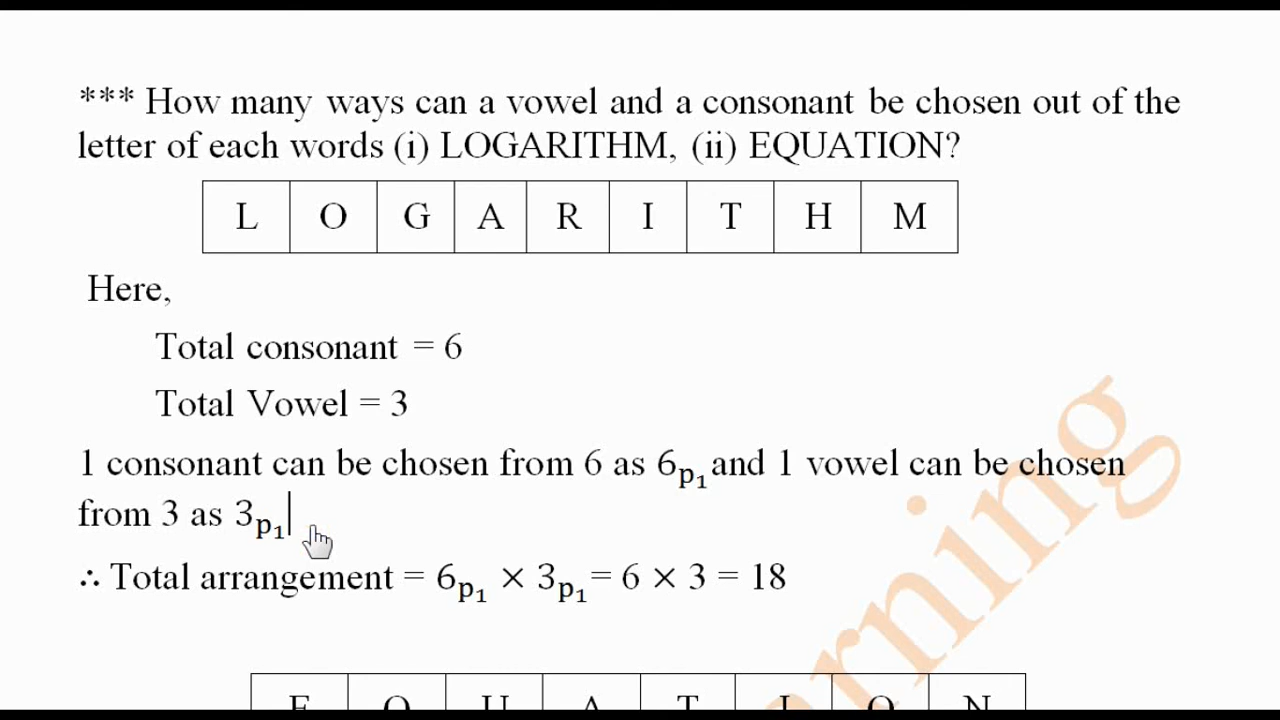 *** How many ways can a vowel and a consonant be chosen out of the
letter of each words (i) LOGARITHM, (ii) EQUATION?
L O G A R I T H M
Here,
Total consonant = 6
Total Vowel = 3
1 consonant can be chosen from 6 as 6p₁ and 1 vowel can be chosen
from 3 as 3p₁
∴ Total arrangement = 6p₁ × 3p₁ = 6 × 3 = 18
E Q U A T I O N
arning